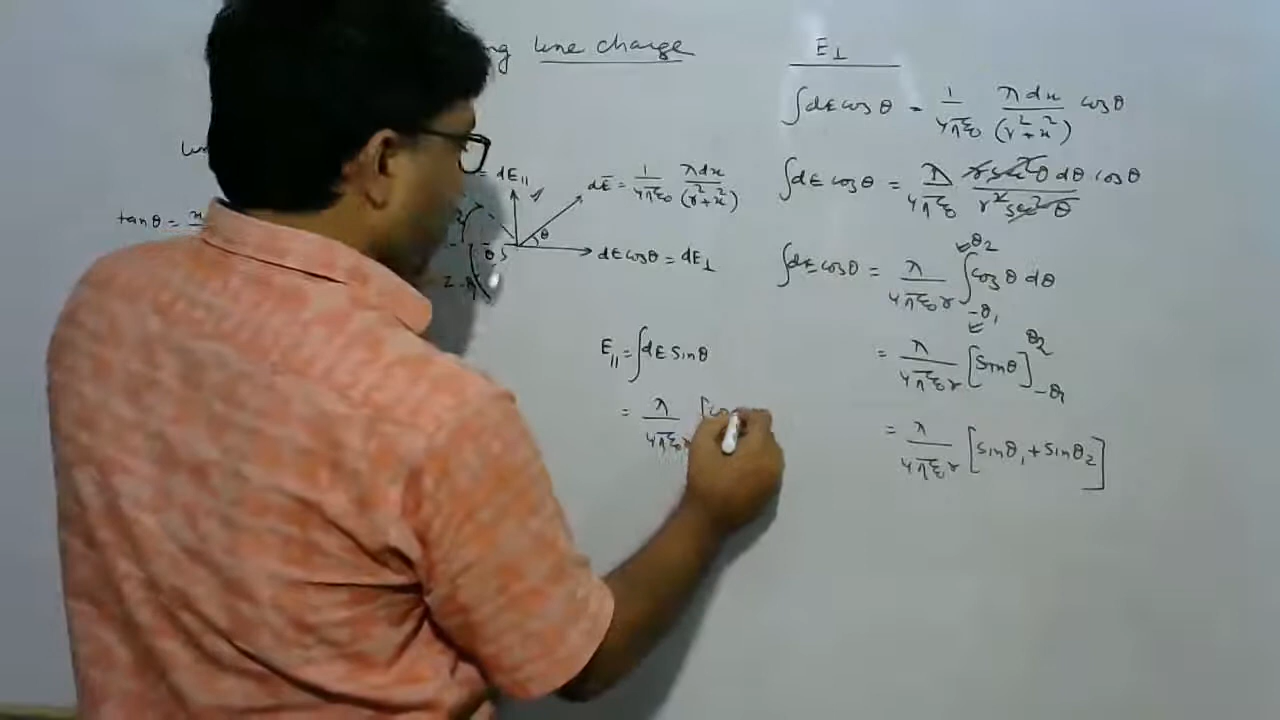 line charge
tanθ =
= dE||
dE̅ = 1/4πε₀ λdx/(r²+x²)
θ
dE cosθ = dE⊥
θ
E|| = ∫dE sinθ
= λ/4πε₀r [co
E⊥
∫dE cosθ = 1/4πε₀ λdx/(r²+x²) cosθ
∫dE cosθ = λ/4πε₀ r sec²θ dθ/r² sec²θ cosθ
∫dE cosθ = λ/4πε₀r ∫_{-θ₁}^{θ₂} cosθ dθ
= λ/4πε₀r [sinθ]_{-θ₁}^{θ₂}
= λ/4πε₀r [sinθ₁ + sinθ₂]